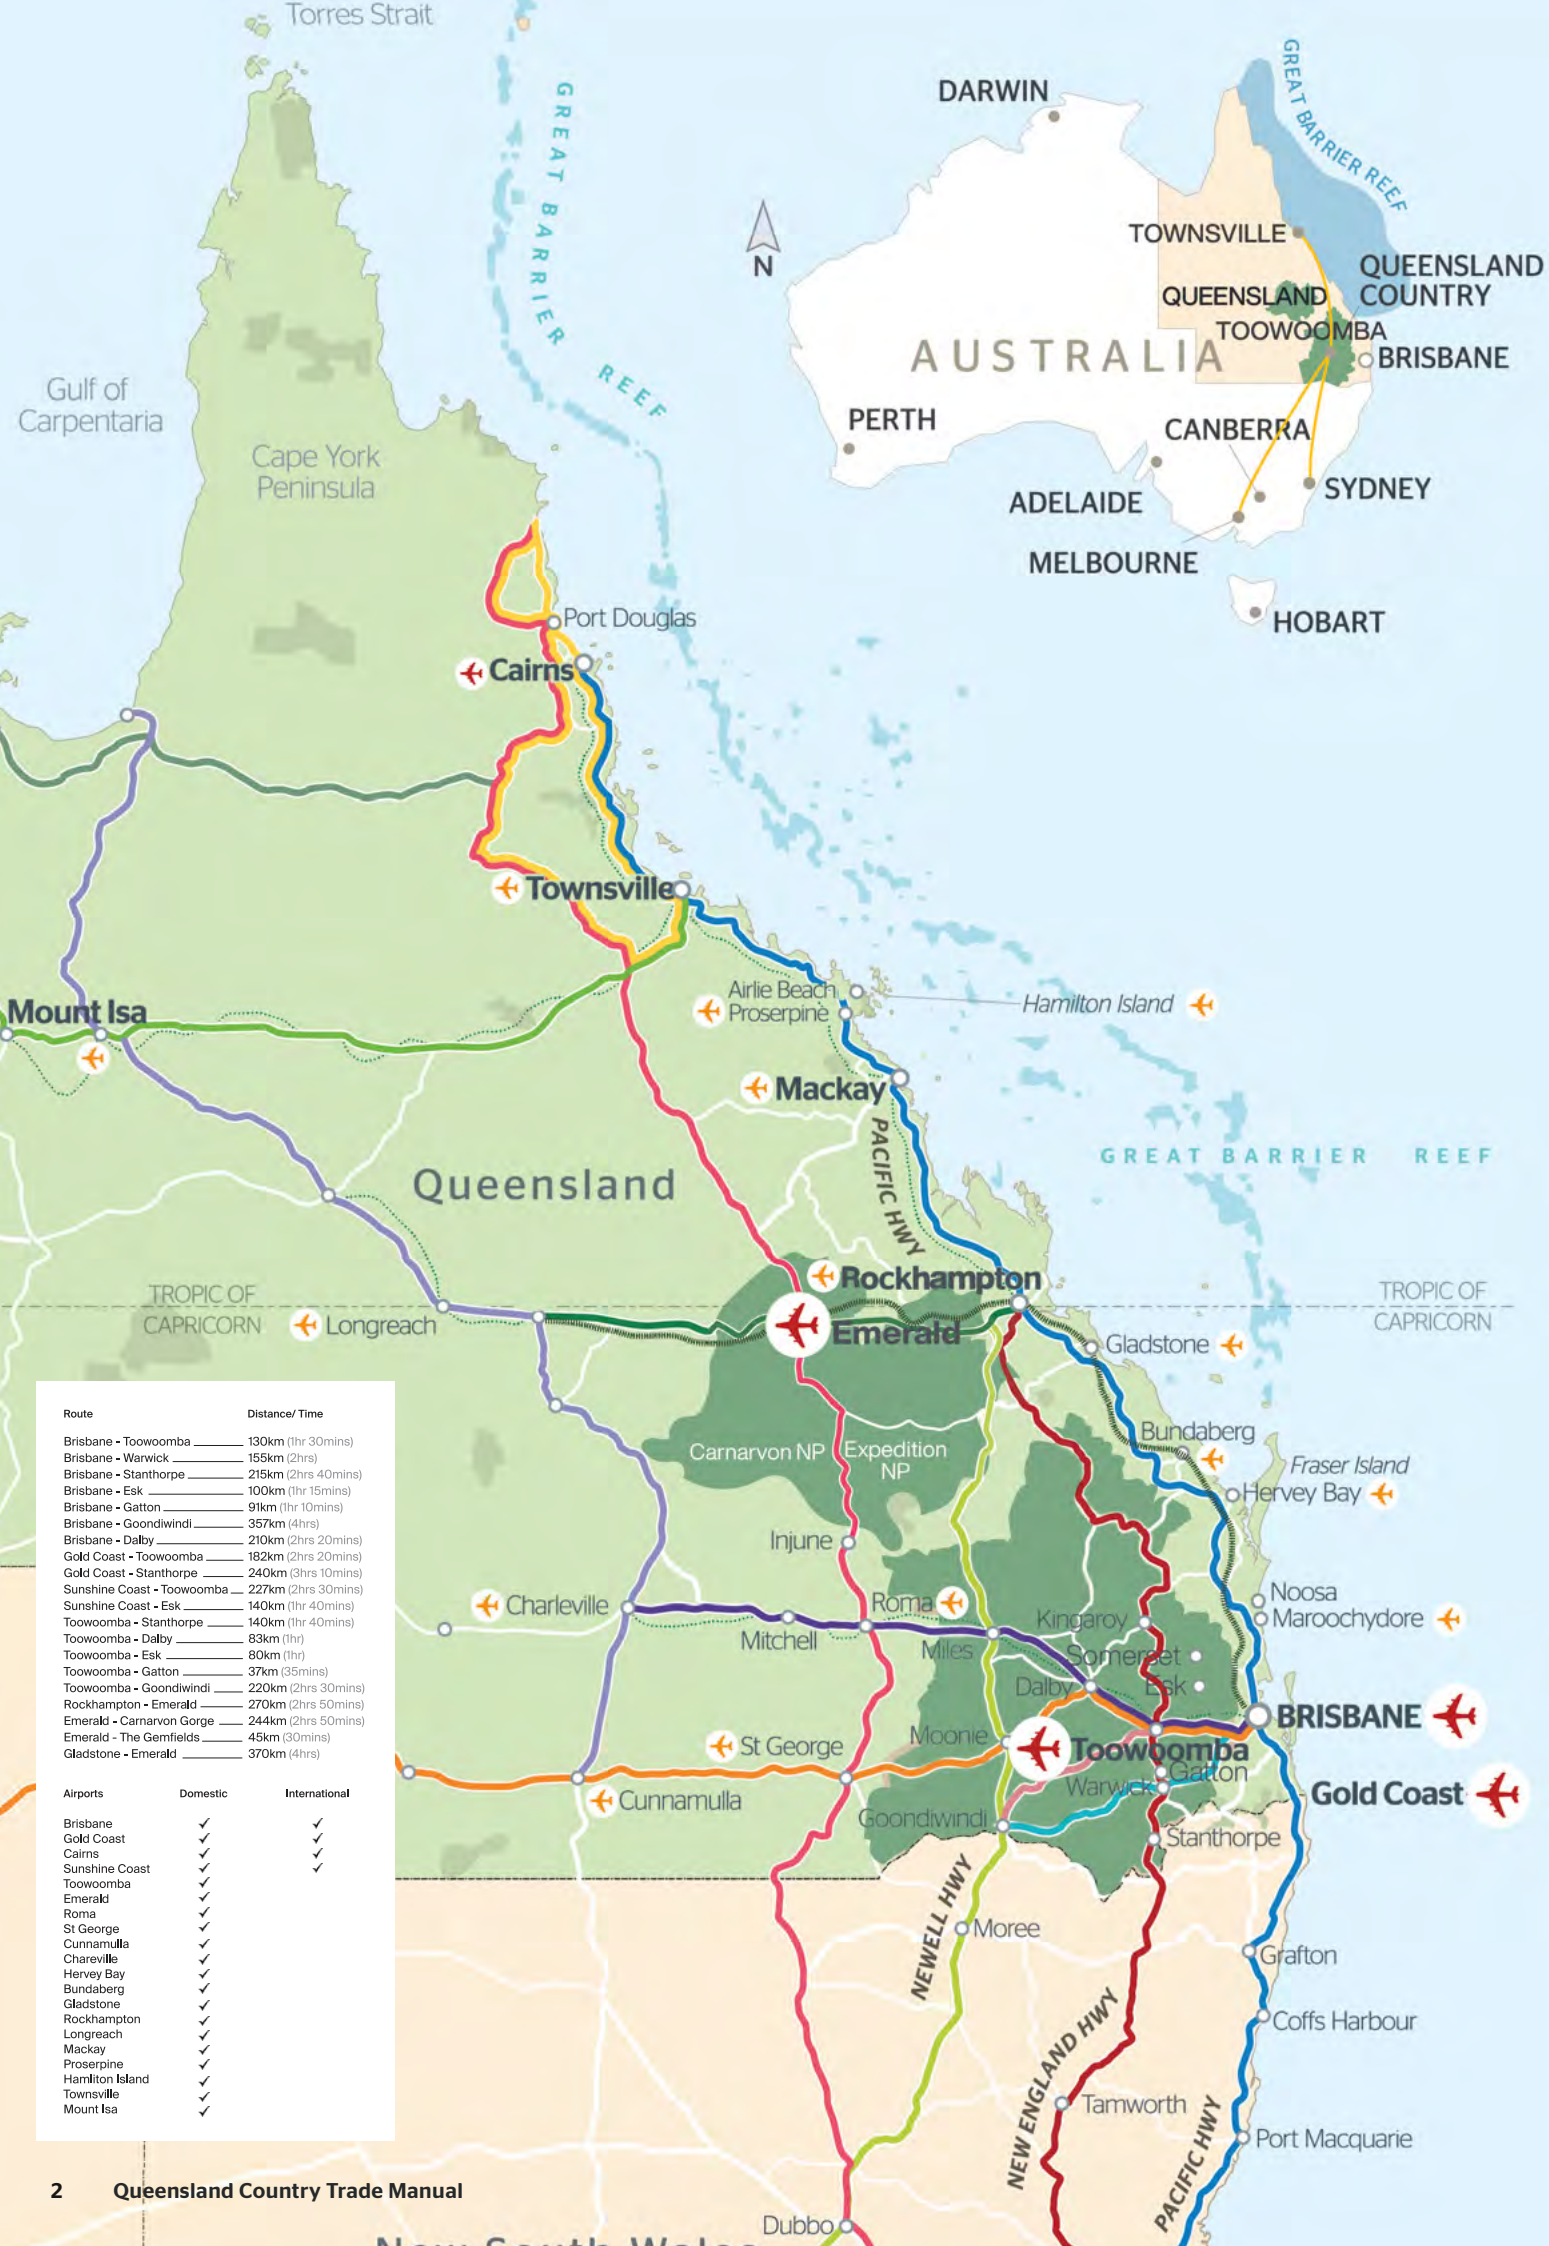 Torres Strait
GREAT BARRIER REEF
GREAT BARRIER REEF
DARWIN
TOWNSVILLE
QUEENSLAND
COUNTRY
QUEENSLAND
TOOWOOMBA
AUSTRALIA
BRISBANE
N
PERTH
CANBERRA
ADELAIDE
SYDNEY
MELBOURNE
HOBART
Gulf of
Carpentaria
Cape York
Peninsula
Port Douglas
Cairns
Townsville
Mount Isa
Airlie Beach
Proserpine
Hamilton Island
Mackay
PACIFIC HWY
GREAT BARRIER REEF
Queensland
Rockhampton
TROPIC OF
CAPRICORN
TROPIC OF
CAPRICORN
Longreach
Emerald
Gladstone
Bundaberg
Carnarvon NP
Expedition
NP
Fraser Island
Hervey Bay
Injune
Noosa
Charleville
Roma
Kingaroy
Maroochydore
Mitchell
Miles
Somerset
Dalby
Esk
BRISBANE
Moonie
St George
Toowoomba
Gatton
Warwick
Gold Coast
Cunnamulla
Goondiwindi
Stanthorpe
NEWELL HWY
Moree
Grafton
NEW ENGLAND HWY
Coffs Harbour
Tamworth
PACIFIC HWY
Port Macquarie
Dubbo
New South Wales
Route Distance/ Time
Brisbane - Toowoomba 130km (1hr 30mins)
Brisbane - Warwick 155km (2hrs)
Brisbane - Stanthorpe 215km (2hrs 40mins)
Brisbane - Esk 100km (1hr 15mins)
Brisbane - Gatton 91km (1hr 10mins)
Brisbane - Goondiwindi 357km (4hrs)
Brisbane - Dalby 210km (2hrs 20mins)
Gold Coast - Toowoomba 182km (2hrs 20mins)
Gold Coast - Stanthorpe 240km (3hrs 10mins)
Sunshine Coast - Toowoomba 227km (2hrs 30mins)
Sunshine Coast - Esk 140km (1hr 40mins)
Toowoomba - Stanthorpe 140km (1hr 40mins)
Toowoomba - Dalby 83km (1hr)
Toowoomba - Esk 80km (1hr)
Toowoomba - Gatton 37km (35mins)
Toowoomba - Goondiwindi 220km (2hrs 30mins)
Rockhampton - Emerald 270km (2hrs 50mins)
Emerald - Carnarvon Gorge 244km (2hrs 50mins)
Emerald - The Gemfields 45km (30mins)
Gladstone - Emerald 370km (4hrs)
Airports Domestic International
Brisbane ✓ ✓
Gold Coast ✓ ✓
Cairns ✓ ✓
Sunshine Coast ✓ ✓
Toowoomba ✓
Emerald ✓
Roma ✓
St George ✓
Cunnamulla ✓
Chareville ✓
Hervey Bay ✓
Bundaberg ✓
Gladstone ✓
Rockhampton ✓
Longreach ✓
Mackay ✓
Proserpine ✓
Hamliton Island ✓
Townsville ✓
Mount Isa ✓
2 Queensland Country Trade Manual